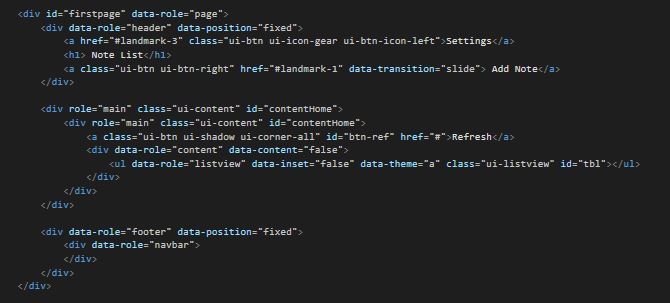 <div id="firstpage" data-role="page">
    <div data-role="header" data-position="fixed">
        <a href="#landmark-3" class="ui-btn ui-icon-gear ui-btn-icon-left">Settings</a>
        <h1> Note List</h1>
        <a class="ui-btn ui-btn-right" href="#landmark-1" data-transition="slide"> Add Note</a>
    </div>

    <div role="main" class="ui-content" id="contentHome">
        <div role="main" class="ui-content" id="contentHome">
            <a class="ui-btn ui-shadow ui-corner-all" id="btn-ref" href="#">Refresh</a>
            <div data-role="content" data-content="false">
                <ul data-role="listview" data-inset="false" data-theme="a" class="ui-listview" id="tbl"></ul>
            </div>
        </div>
    </div>

    <div data-role="footer" data-position="fixed">
        <div data-role="navbar">
        </div>
    </div>
</div>